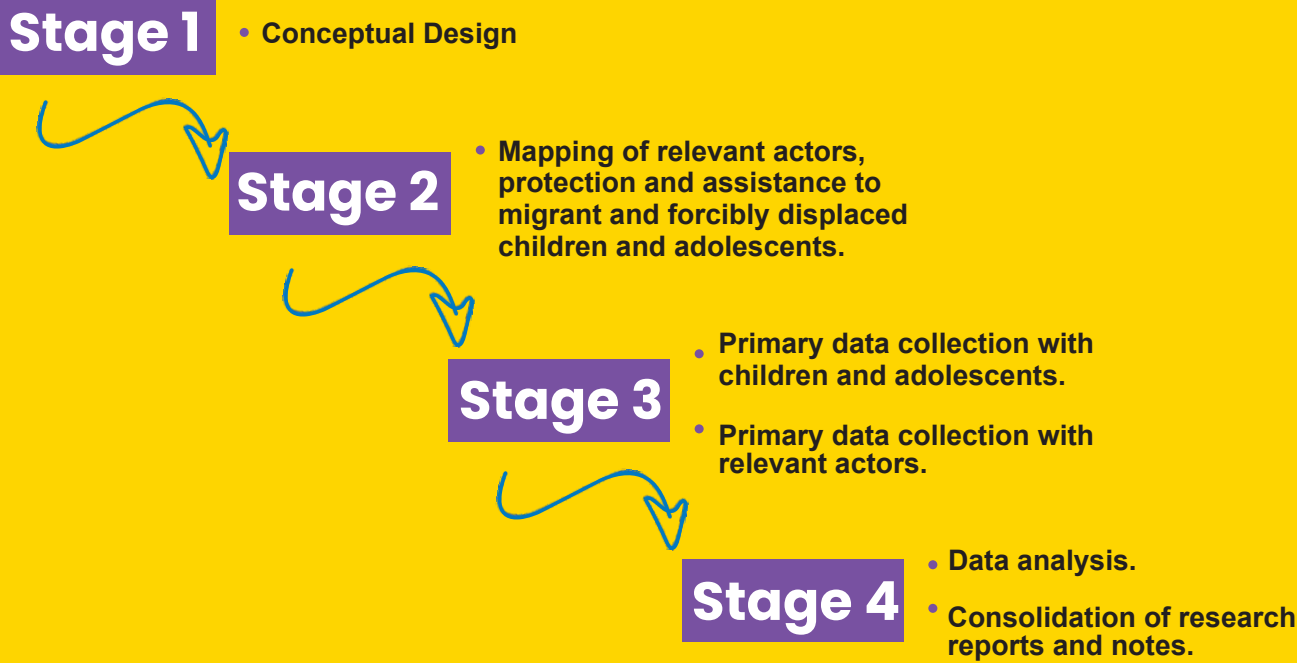 Stage 1
• Conceptual Design
Stage 2
• Mapping of relevant actors,
protection and assistance to
migrant and forcibly displaced
children and adolescents.
Stage 3
• Primary data collection with
children and adolescents.
• Primary data collection with
relevant actors.
Stage 4
• Data analysis.
• Consolidation of research
reports and notes.